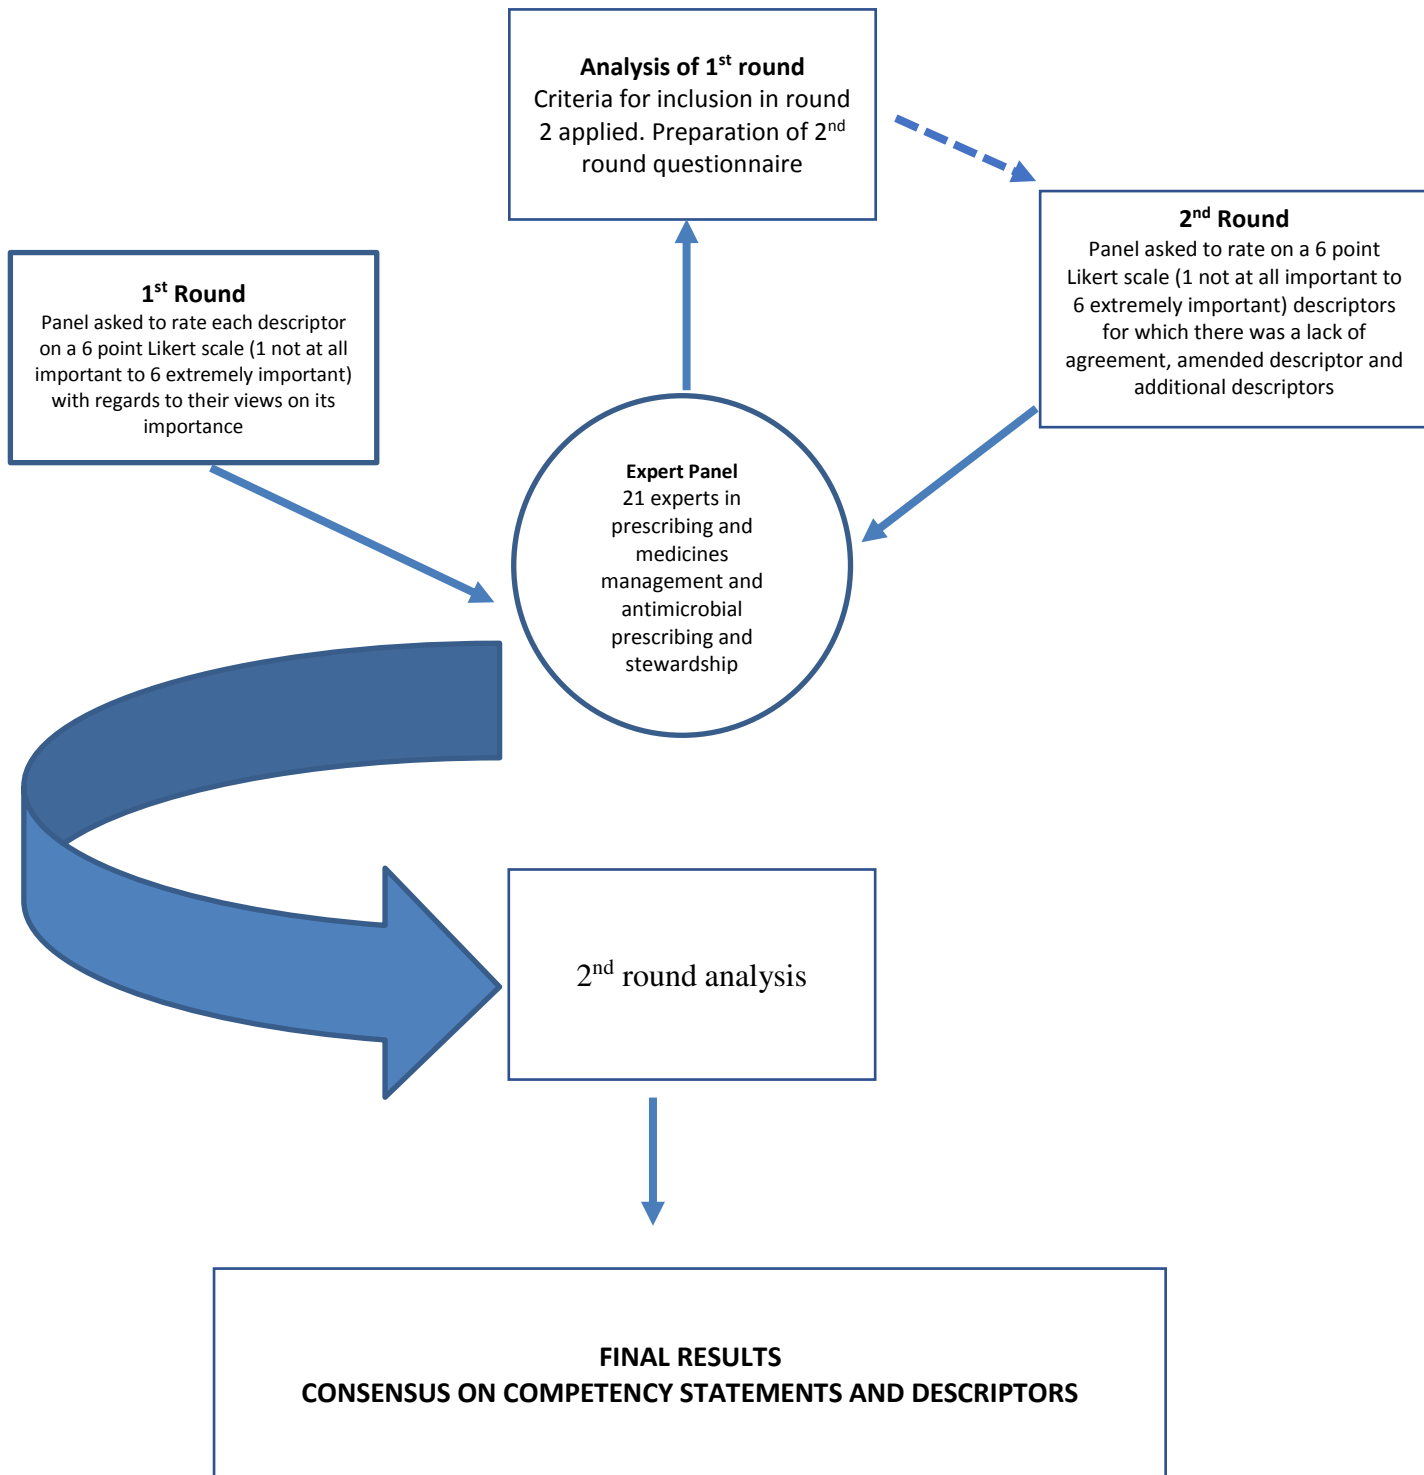 Analysis of 1st round
Criteria for inclusion in round
2 applied. Preparation of 2nd
round questionnaire
1st Round
Panel asked to rate each descriptor
on a 6 point Likert scale (1 not at all
important to 6 extremely important)
with regards to their views on its
importance
2nd Round
Panel asked to rate on a 6 point
Likert scale (1 not at all important to
6 extremely important) descriptors
for which there was a lack of
agreement, amended descriptor and
additional descriptors
Expert Panel
21 experts in
prescribing and
medicines
management and
antimicrobial
prescribing and
stewardship
2nd round analysis
FINAL RESULTS
CONSENSUS ON COMPETENCY STATEMENTS AND DESCRIPTORS